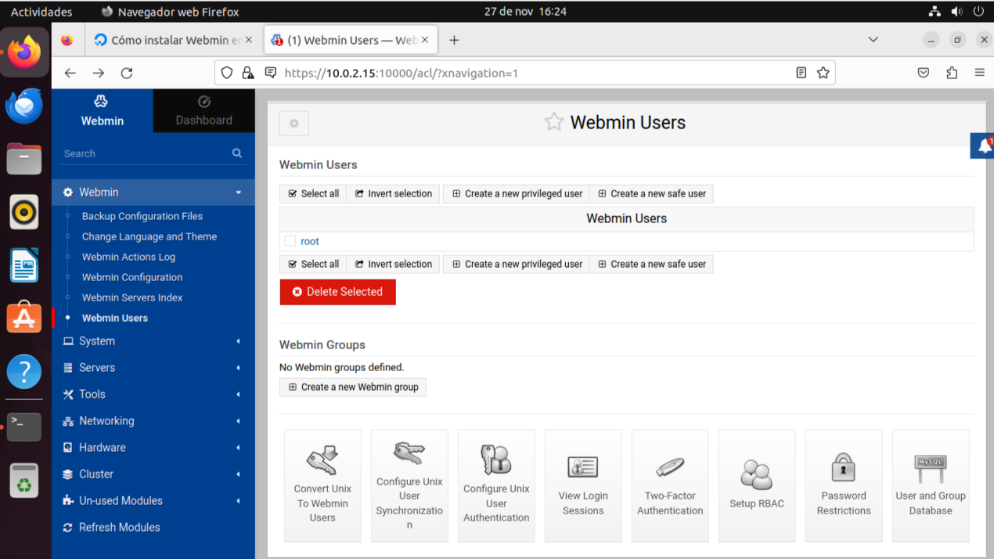 Actividades
Navegador web Firefox
27 de nov 16:24
Cómo instalar Webmin e
(1) Webmin Users — Web
https://10.0.2.15:10000/acl/?xnavigation=1
Webmin
Dashboard
Search
Webmin
Backup Configuration Files
Change Language and Theme
Webmin Actions Log
Webmin Configuration
Webmin Servers Index
Webmin Users
System
Servers
Tools
Networking
Hardware
Cluster
Un-used Modules
Refresh Modules
Webmin Users
1
Webmin Users
Select all
Invert selection
Create a new privileged user
Create a new safe user
Webmin Users
root
Select all
Invert selection
Create a new privileged user
Create a new safe user
Delete Selected
Webmin Groups
No Webmin groups defined.
Create a new Webmin group
Convert Unix
To Webmin
Users
Configure Unix
User
Synchronizatio
n
Configure Unix
User
Authentication
View Login
Sessions
Two-Factor
Authentication
Setup RBAC
Password
Restrictions
MySQL
User and Group
Database